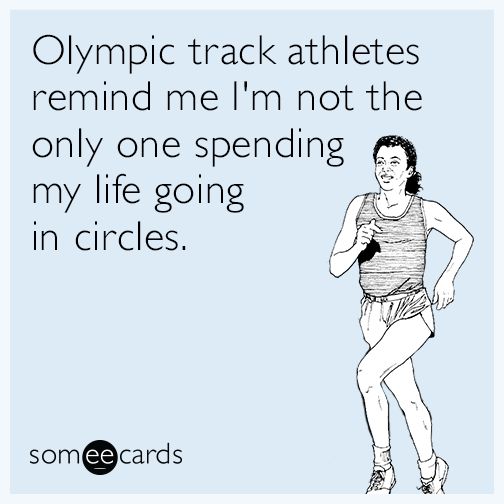 Olympic track athletes
remind me I'm not the
only one spending
my life going
in circles.
someecards